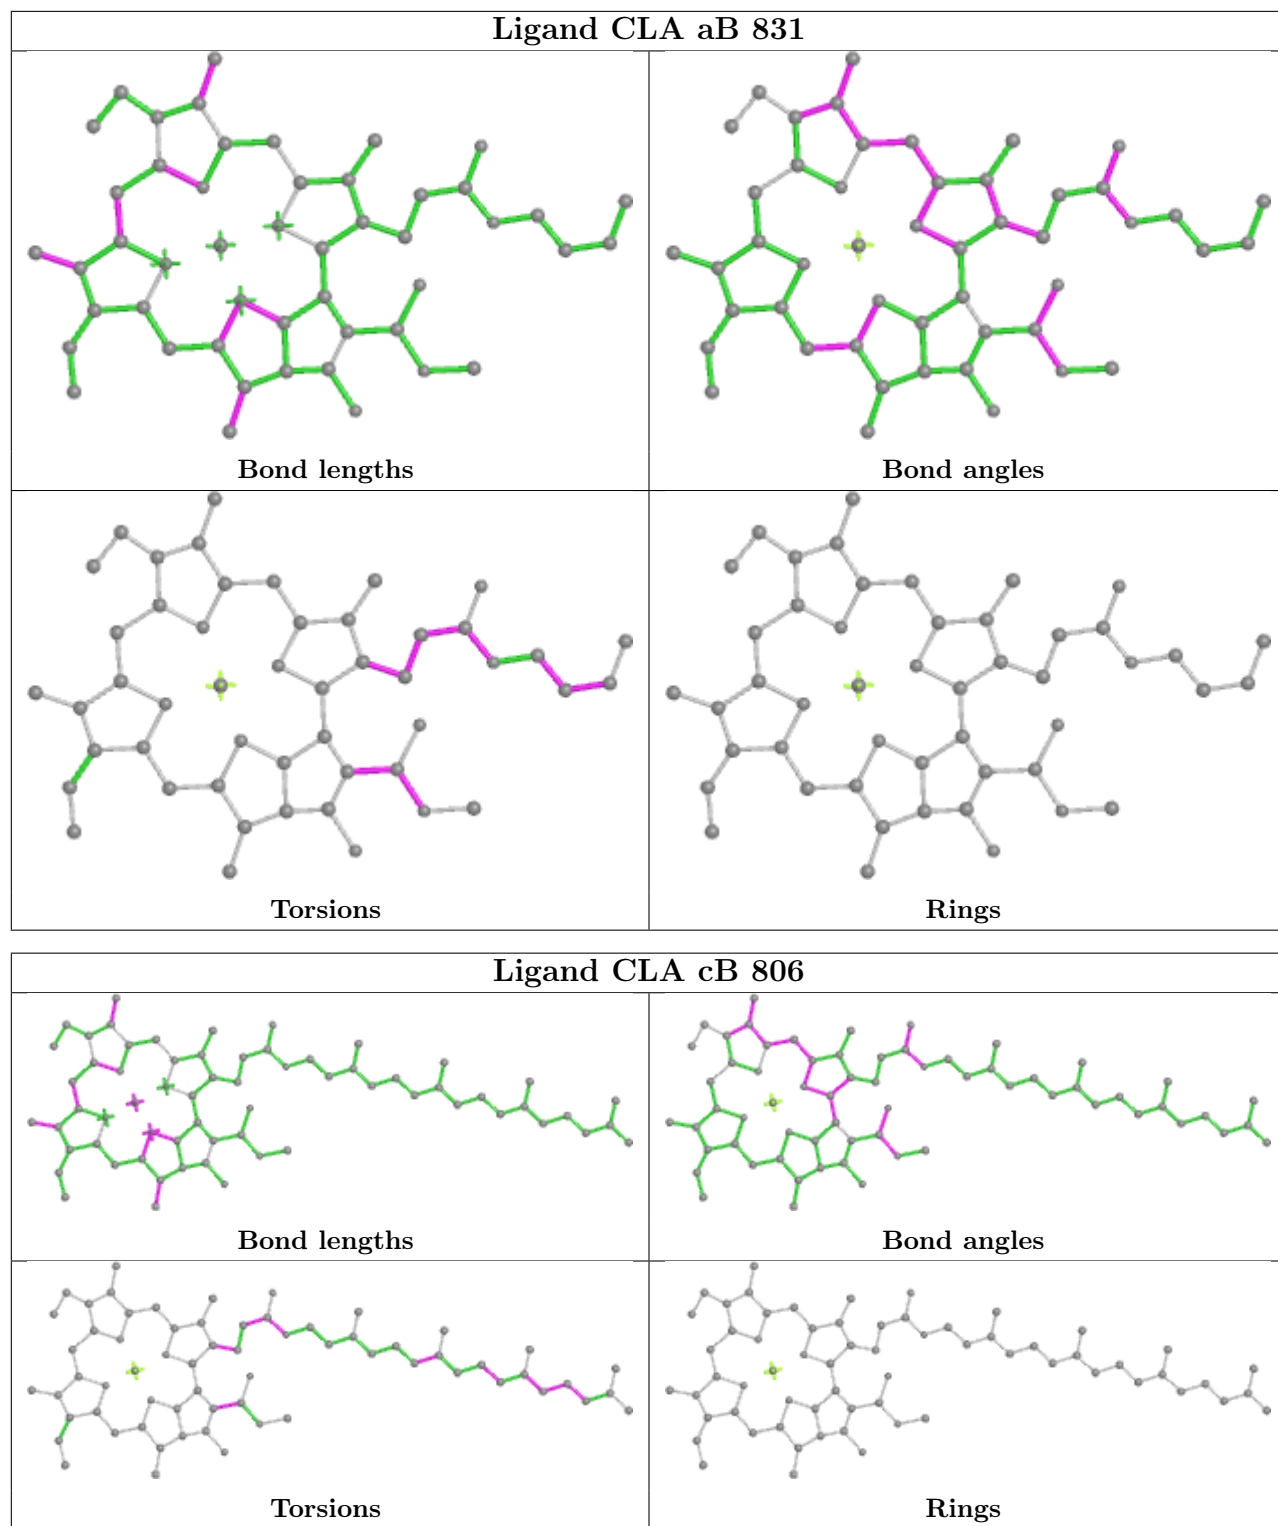 Ligand CLA aB 831
Bond lengths
Bond angles
Torsions
Rings
Ligand CLA cB 806
Bond lengths
Bond angles
Torsions
Rings